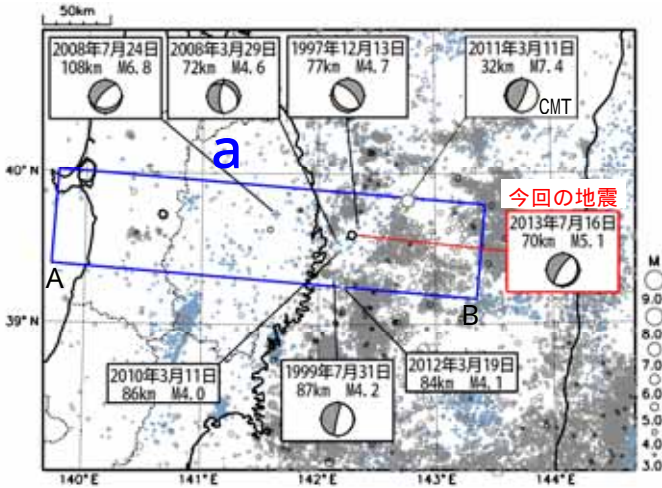 50km
2008年7月24日
108km M6.8
2008年3月29日
72km M4.6
1997年12月13日
77km M4.7
2011年3月11日
32km M7.4
CMT
a
40°N
今回の地震
2013年7月16日
70km M5.1
A
B
M
9.0
8.0
7.0
6.0
5.0
4.0
3.0
39°N
2010年3月11日
86km M4.0
1999年7月31日
87km M4.2
2012年3月19日
84km M4.1
140°E
141°E
142°E
143°E
144°E